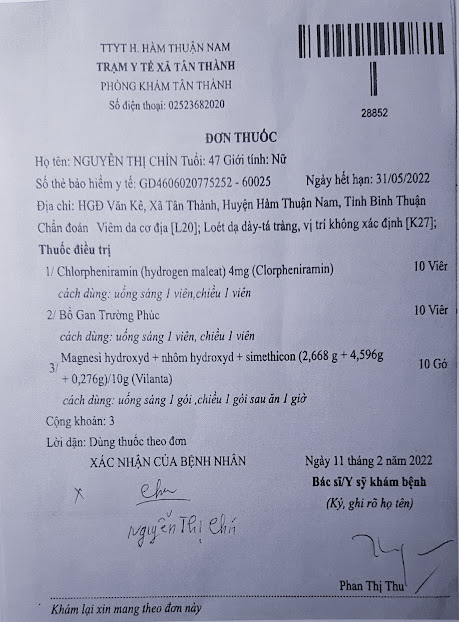 TTYT H. HÀM THUẬN NAM
TRẠM Y TẾ XÃ TÂN THÀNH
PHÒNG KHÁM TÂN THÀNH
Số điện thoại: 02523682020
28852
ĐƠN THUỐC
Họ tên: NGUYỄN THỊ CHÍN Tuổi: 47 Giới tính: Nữ
Số thẻ bảo hiểm y tế: GD4606020775252 - 60025 Ngày hết hạn: 31/05/2022
Địa chỉ: HGĐ Văn Kê, Xã Tân Thành, Huyện Hàm Thuận Nam, Tỉnh Bình Thuận
Chẩn đoán Viêm da cơ địa [L20]; Loét dạ dày-tá tràng, vị trí không xác định [K27];
Thuốc điều trị
1/ Chlorpheniramin (hydrogen maleat) 4mg (Clorpheniramin) 10 Viêr
cách dùng: uống sáng 1 viên,chiều 1 viên
2/ Bổ Gan Trường Phúc 10 Viêr
cách dùng: uống sáng 1 viên, chiều 1 viên
3/ Magnesi hydroxyd + nhôm hydroxyd + simethicon (2,668 g + 4,596g 10 Gó
+ 0,276g)/10g (Vilanta)
cách dùng: uống sáng 1 gói ,chiều 1 gói sau ăn 1 giờ
Cộng khoản: 3
Lời dặn: Dùng thuốc theo đơn
XÁC NHẬN CỦA BỆNH NHÂN Ngày 11 tháng 2 năm 2022
Bác sĩ/Y sỹ khám bệnh
(Ký, ghi rõ họ tên)
x
Nguyễn Thị Chí
Phan Thị Thu
Khám lại xin mang theo đơn này